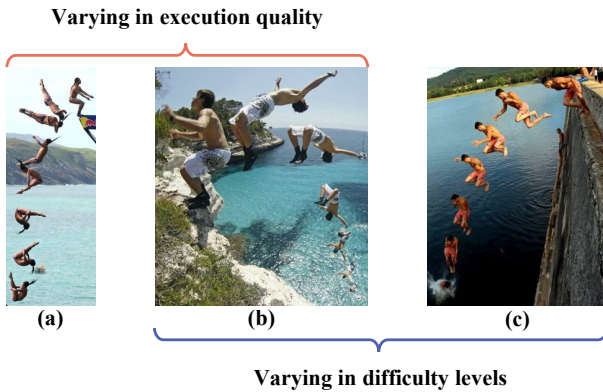 Varying in execution quality
(a)
(b)
(c)
Varying in difficulty levels